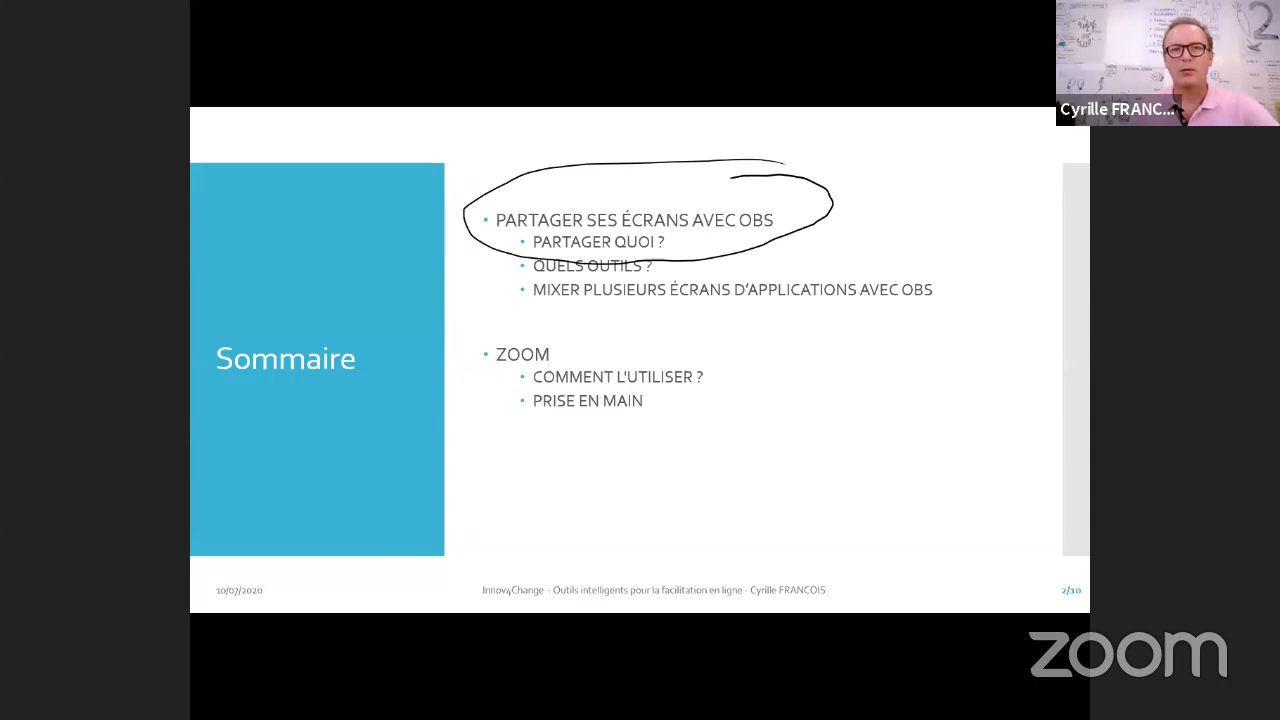 Cyrille FRANC...
PARTAGER SES ÉCRANS AVEC OBS
PARTAGER QUOI ?
QUELS OUTILS ?
MIXER PLUSIEURS ÉCRANS D'APPLICATIONS AVEC OBS
Sommaire
ZOOM
COMMENT L'UTILISER ?
PRISE EN MAIN
10/07/2020
Innov4Change : Outils intelligents pour la facilitation en ligne - Cyrille FRANCOIS
2/10
zoom